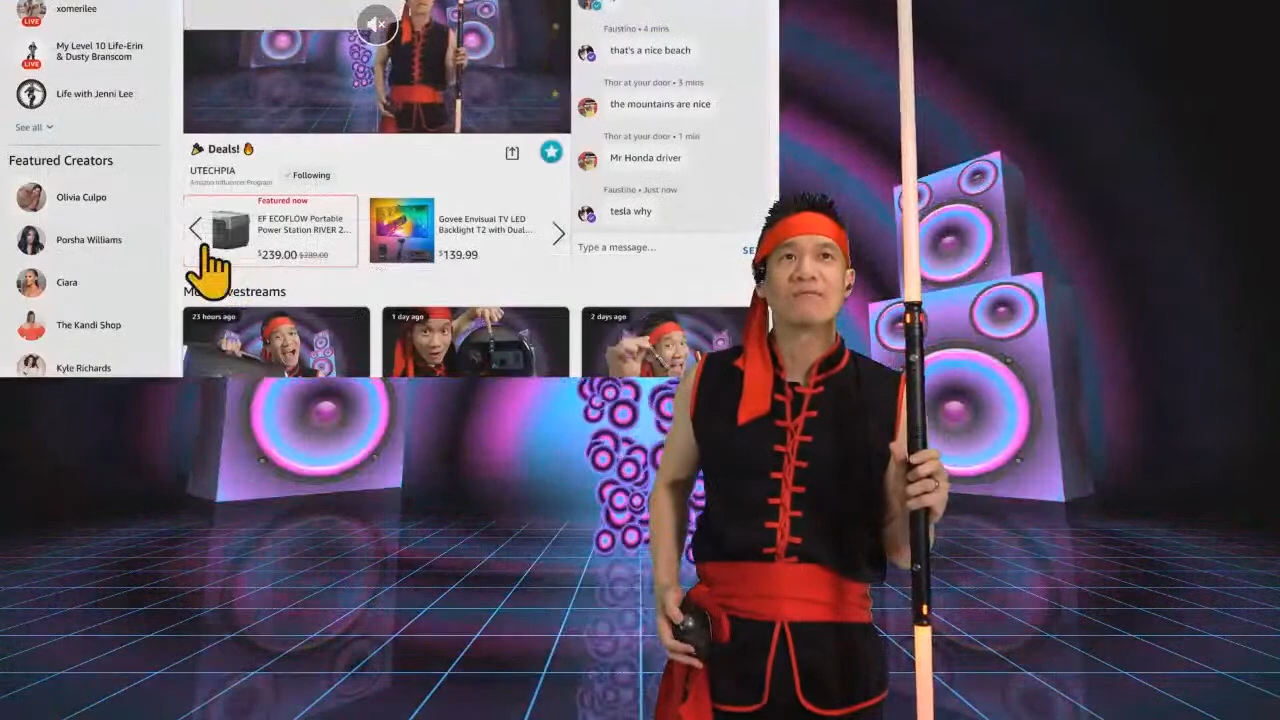 xomerilee
LIVE
My Level 10 Life-Erin
& Dusty Branscom
LIVE
Life with Jenni Lee
See all
Featured Creators
Olivia Culpo
Porsha Williams
Ciara
The Kandi Shop
Kyle Richards
Deals!
UTECHPIA
Amazon Influencer Program
Following
Featured now
EF ECOFLOW Portable
Power Station RIVER 2...
$239.00 $289.00
Govee Envisual TV LED
Backlight T2 with Dual...
$139.99
vestreams
23 hours ago
1 day ago
2 days ago
Faustino • 4 mins
that's a nice beach
Thor at your door • 3 mins
the mountains are nice
Thor at your door • 1 min
Mr Honda driver
Faustino • Just now
tesla why
Type a message...